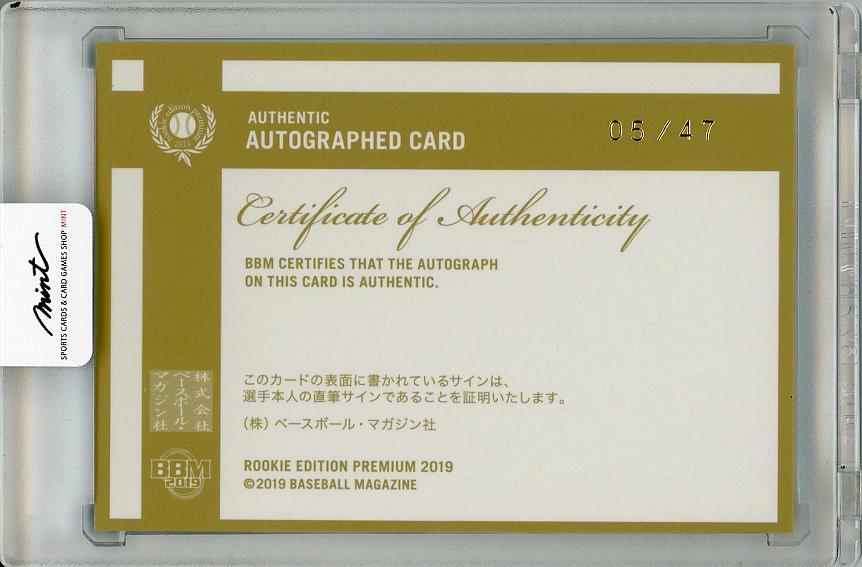 AUTHENTIC
AUTOGRAPHED CARD
05/47
rookie edition premium
2019
Certificate of Authenticity
BBM CERTIFIES THAT THE AUTOGRAPH
ON THIS CARD IS AUTHENTIC.
mint
SPORTS CARDS & CARD GAMES SHOP MINT
このカードの表面に書かれているサインは、
選手本人の直筆サインであることを証明いたします。
(株) ベースボール・マガジン社
株式会社
ベースボール・
マガジン社
BBM
2019
ROOKIE EDITION PREMIUM 2019
©2019 BASEBALL MAGAZINE